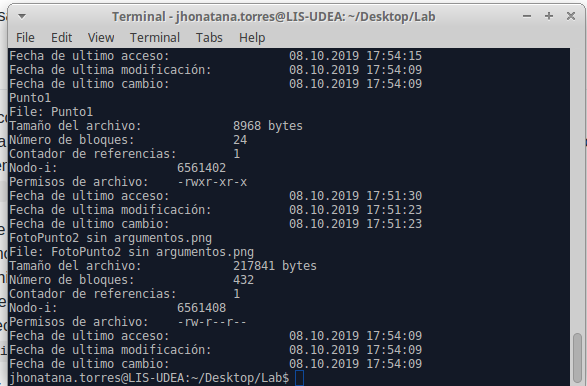 Terminal - jhonatana.torres@LIS-UDEA: ~/Desktop/Lab
File Edit View Terminal Tabs Help
Fecha de ultimo acceso: 08.10.2019 17:54:15
Fecha de ultima modificación: 08.10.2019 17:54:09
Fecha de ultimo cambio: 08.10.2019 17:54:09
Punto1
File: Punto1
Tamaño del archivo: 8968 bytes
Número de bloques: 24
Contador de referencias: 1
Nodo-i: 6561402
Permisos de archivo: -rwxr-xr-x
Fecha de ultimo acceso: 08.10.2019 17:51:30
Fecha de ultima modificación: 08.10.2019 17:51:23
Fecha de ultimo cambio: 08.10.2019 17:51:23
FotoPunto2 sin argumentos.png
File: FotoPunto2 sin argumentos.png
Tamaño del archivo: 217841 bytes
Número de bloques: 432
Contador de referencias: 1
Nodo-i: 6561408
Permisos de archivo: -rw-r--r--
Fecha de ultimo acceso: 08.10.2019 17:54:09
Fecha de ultima modificación: 08.10.2019 17:54:09
Fecha de ultimo cambio: 08.10.2019 17:54:09
jhonatana.torres@LIS-UDEA:~/Desktop/Lab$